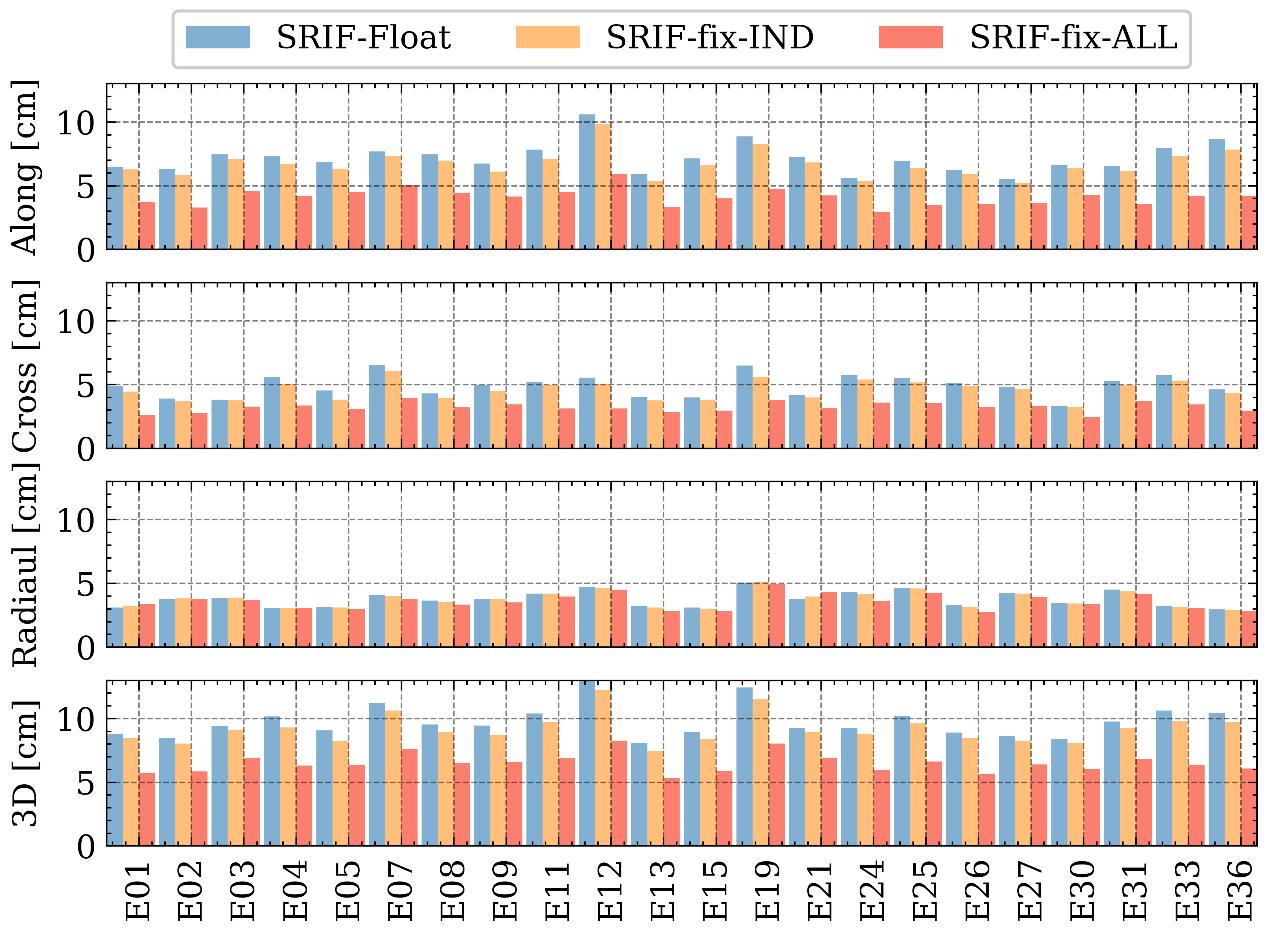 SRIF-Float SRIF-fix-IND SRIF-fix-ALL
Along [cm]
10
5
0
Cross [cm]
10
5
0
Radiaul [cm]
10
5
0
3D [cm]
10
5
0
E01 E02 E03 E04 E05 E07 E08 E09 E11 E12 E13 E15 E19 E21 E24 E25 E26 E27 E30 E31 E33 E36